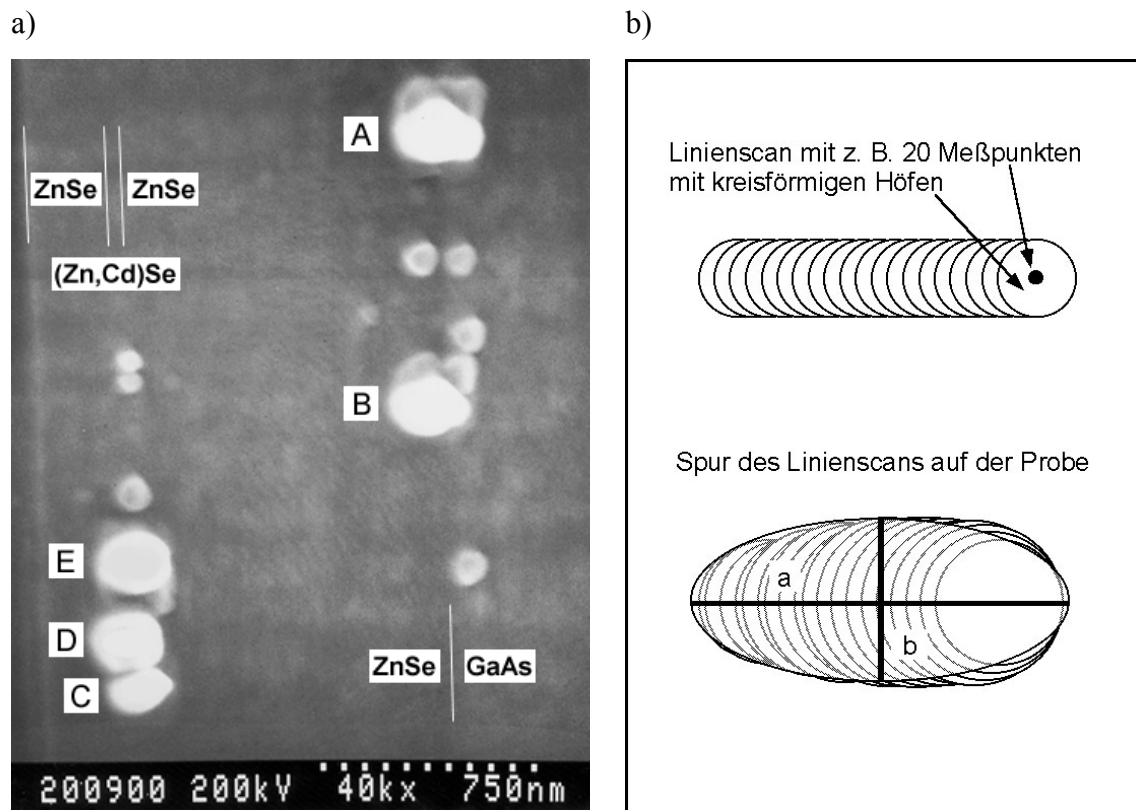 a)
b)
A
ZnSe ZnSe
(Zn,Cd)Se
B
E
D
C
ZnSe GaAs
200900 200kV 40kx 750nm
Linienscan mit z. B. 20 Meßpunkten
mit kreisförmigen Höfen
Spur des Linienscans auf der Probe
a
b